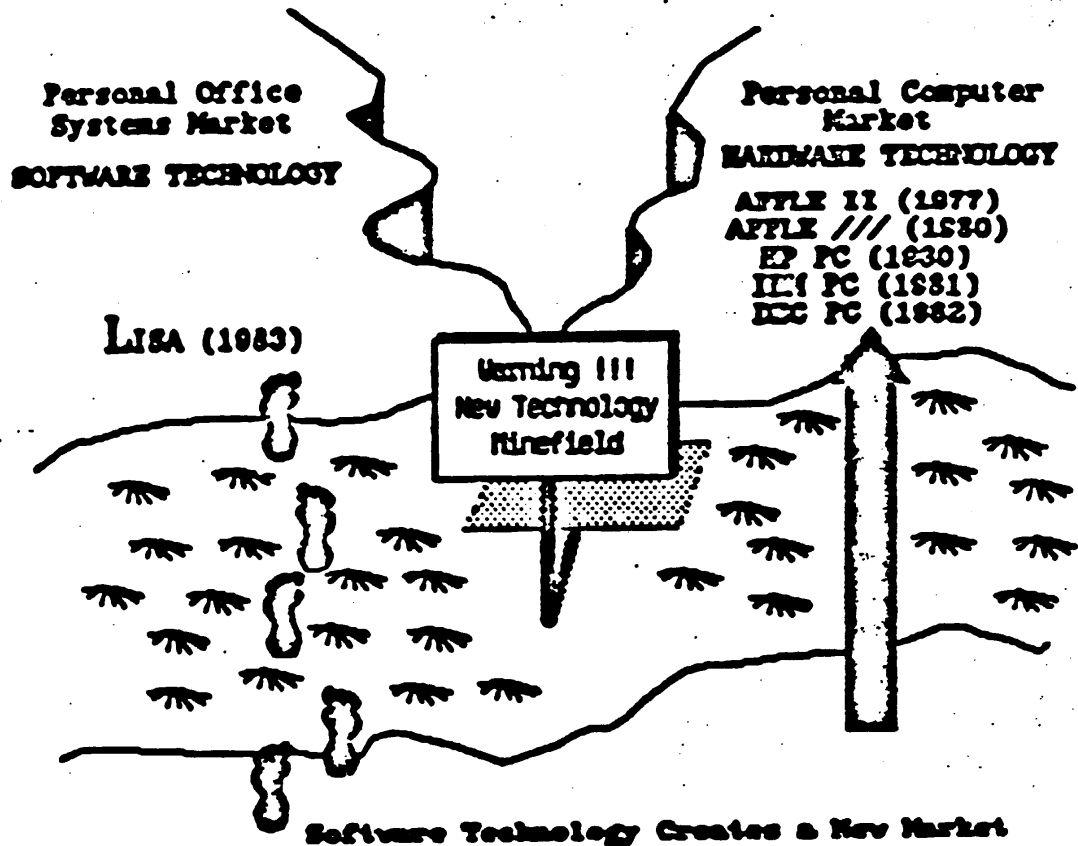 Personal Office
Systems Market
SOFTWARE TECHNOLOGY
Personal Computer
Market
HARDWARE TECHNOLOGY
APPLE II (1977)
APPLE /// (1980)
HP PC (1980)
IBM PC (1981)
DEC PC (1982)
LISA (1983)
Warning !!!
New Technology
Minefield
Software Technology Creates a New Market